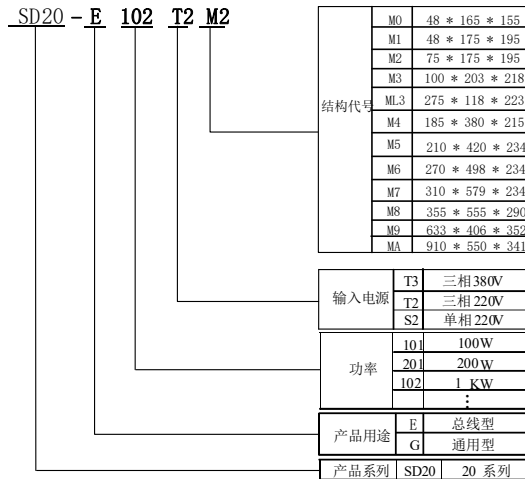 SD20-E 102 T2 M2
结构代号
M0 48 * 165 * 155
M1 48 * 175 * 195
M2 75 * 175 * 195
M3 100 * 203 * 218
ML3 275 * 118 * 223
M4 185 * 380 * 215
M5 210 * 420 * 234
M6 270 * 498 * 234
M7 310 * 579 * 234
M8 355 * 555 * 290
M9 633 * 406 * 352
MA 910 * 550 * 341
输入电源
T3 三相380V
T2 三相220V
S2 单相220V
功率
101 100W
201 200W
102 1 KW
⋮
产品用途
E 总线型
G 通用型
产品系列 SD20 20 系列